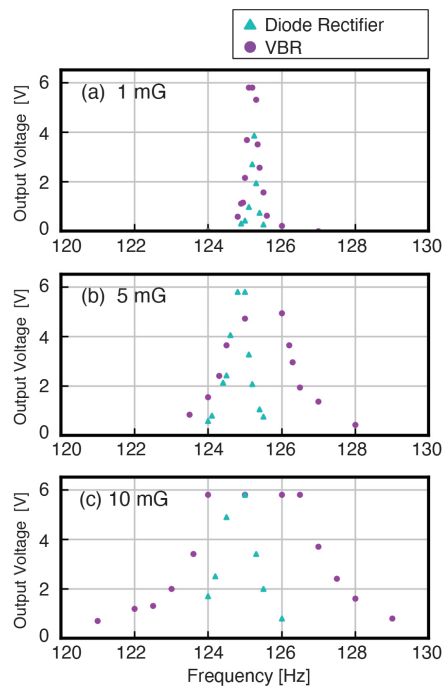 Diode Rectifier
VBR
(a) 1 mG
Output Voltage [V]
6
4
2
0
120 122 124 126 128 130
(b) 5 mG
Output Voltage [V]
6
4
2
0
120 122 124 126 128 130
(c) 10 mG
Output Voltage [V]
6
4
2
0
120 122 124 126 128 130
Frequency [Hz]